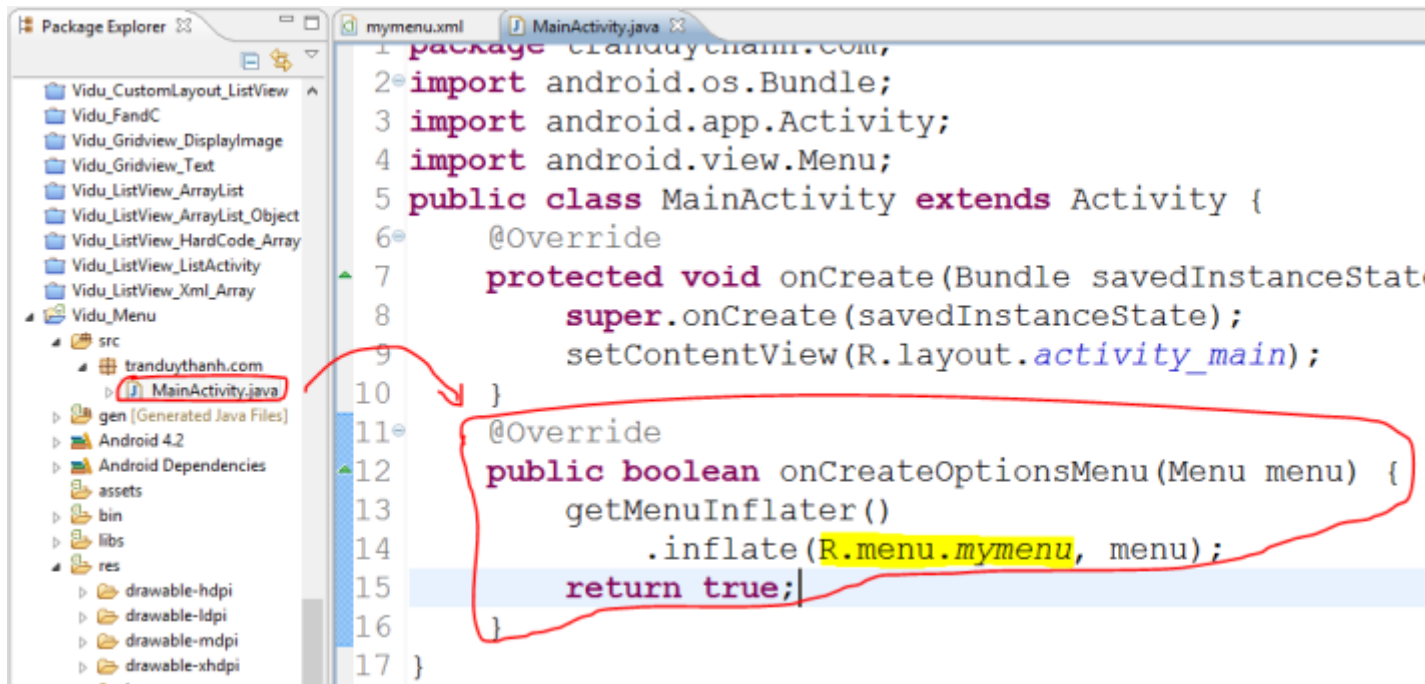 Package Explorer
Vidu_CustomLayout_ListView
Vidu_FandC
Vidu_Gridview_DisplayImage
Vidu_Gridview_Text
Vidu_ListView_ArrayList
Vidu_ListView_ArrayList_Object
Vidu_ListView_HardCode_Array
Vidu_ListView_ListActivity
Vidu_ListView_Xml_Array
Vidu_Menu
src
tranduythanh.com
MainActivity.java
gen [Generated Java Files]
Android 4.2
Android Dependencies
assets
bin
libs
res
drawable-hdpi
drawable-ldpi
drawable-mdpi
drawable-xhdpi
mymenu.xml MainActivity.java
1 package tranduythanh.com;
2 import android.os.Bundle;
3 import android.app.Activity;
4 import android.view.Menu;
5 public class MainActivity extends Activity {
6 @Override
7 protected void onCreate(Bundle savedInstanceState
8 super.onCreate(savedInstanceState);
9 setContentView(R.layout.activity_main);
10 }
11 @Override
12 public boolean onCreateOptionsMenu(Menu menu) {
13 getMenuInflater()
14 .inflate(R.menu.mymenu, menu);
15 return true;
16 }
17 }